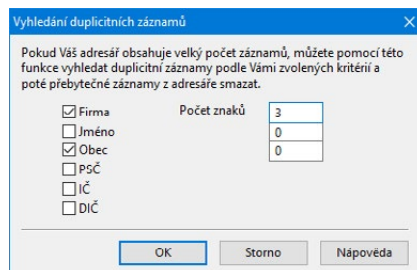 Vyhledání duplicitních záznamů
Pokud Váš adresář obsahuje velký počet záznamů, můžete pomocí této
funkce vyhledat duplicitní záznamy podle Vámi zvolených kritérií a
poté přebytečné záznamy z adresáře smazat.
Firma Počet znaků 3
Jméno 0
Obec 0
PSČ
IČ
DIČ
OK Storno Nápověda